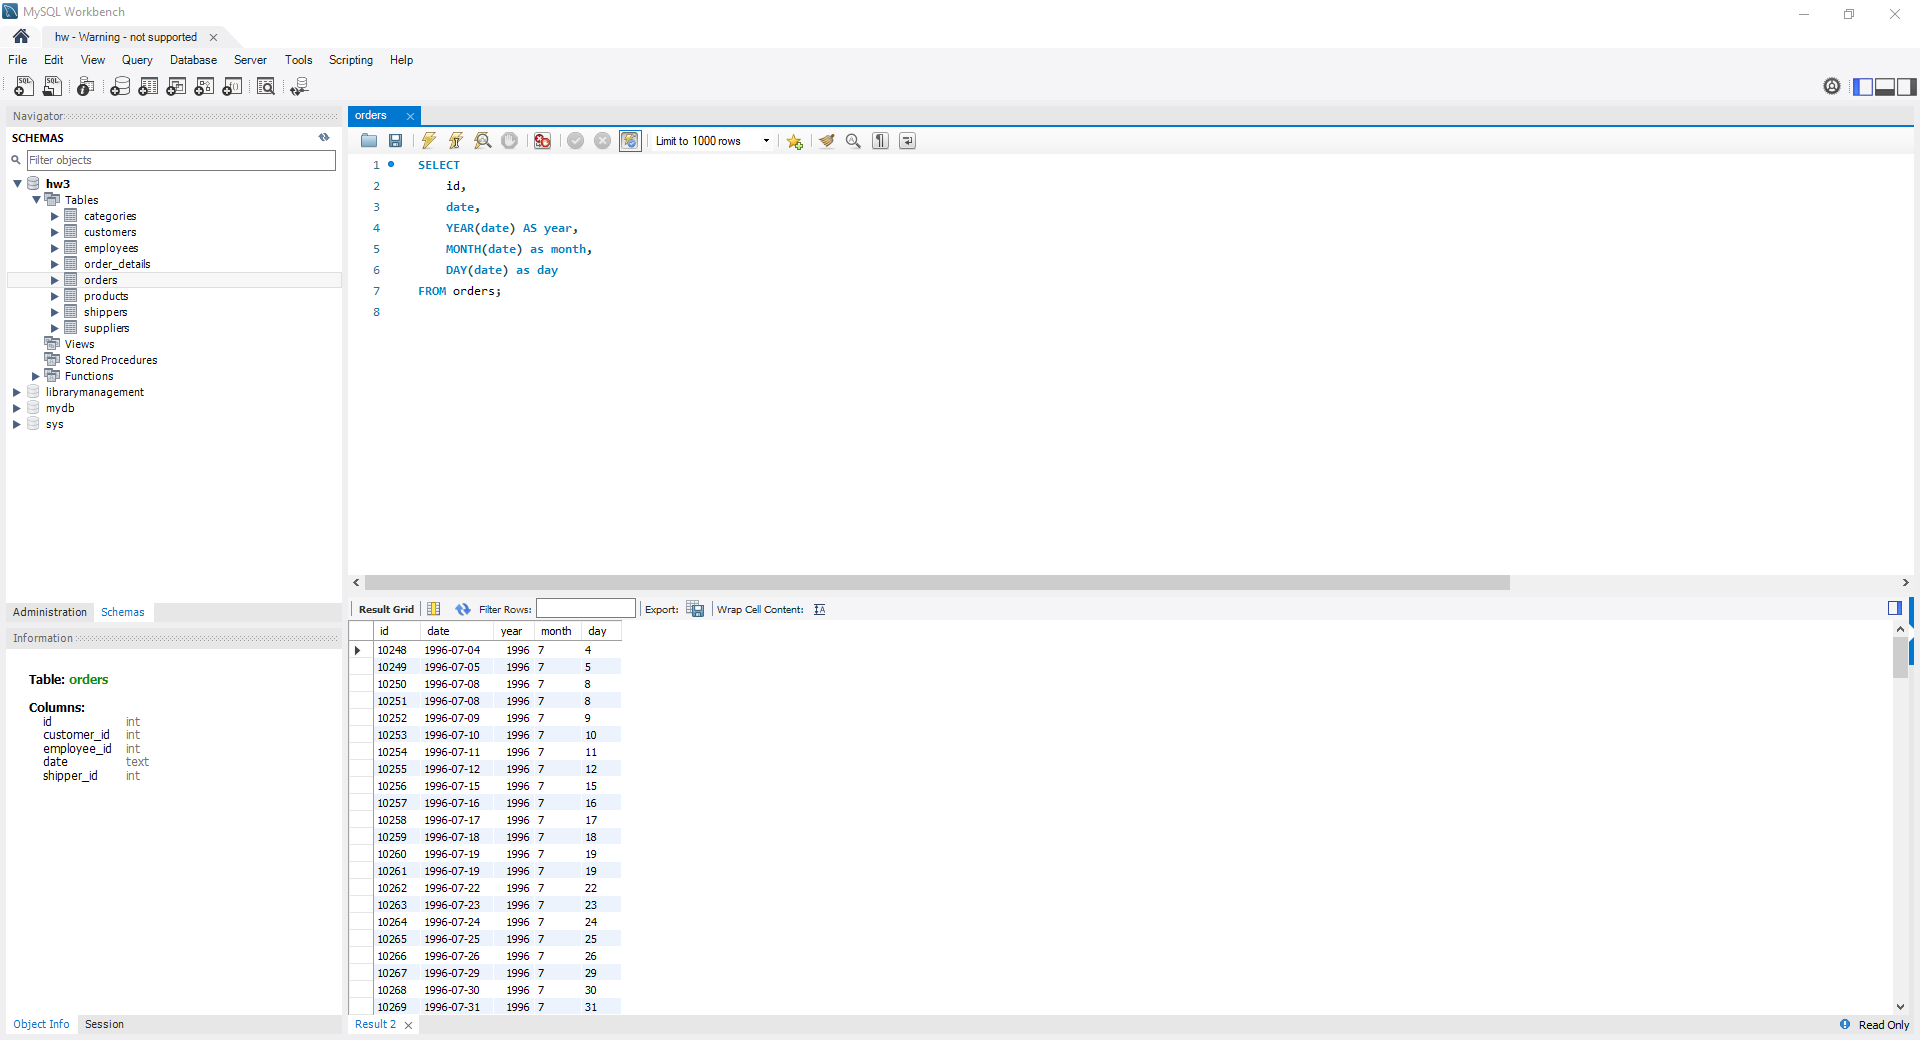 MySQL Workbench
hw - Warning - not supported
File Edit View Query Database Server Tools Scripting Help
Navigator
SCHEMAS
Filter objects
hw3
Tables
categories
customers
employees
order_details
orders
products
shippers
suppliers
Views
Stored Procedures
Functions
librarymanagement
mydb
sys
Administration Schemas
Information
Table: orders
Columns:
id int
customer_id int
employee_id int
date text
shipper_id int
Object Info Session
orders
Limit to 1000 rows
1 SELECT
2 id,
3 date,
4 YEAR(date) AS year,
5 MONTH(date) as month,
6 DAY(date) as day
7 FROM orders;
8
Result Grid Filter Rows: Export: Wrap Cell Content:
id date year month day
10248 1996-07-04 1996 7 4
10249 1996-07-05 1996 7 5
10250 1996-07-08 1996 7 8
10251 1996-07-08 1996 7 8
10252 1996-07-09 1996 7 9
10253 1996-07-10 1996 7 10
10254 1996-07-11 1996 7 11
10255 1996-07-12 1996 7 12
10256 1996-07-15 1996 7 15
10257 1996-07-16 1996 7 16
10258 1996-07-17 1996 7 17
10259 1996-07-18 1996 7 18
10260 1996-07-19 1996 7 19
10261 1996-07-19 1996 7 19
10262 1996-07-22 1996 7 22
10263 1996-07-23 1996 7 23
10264 1996-07-24 1996 7 24
10265 1996-07-25 1996 7 25
10266 1996-07-26 1996 7 26
10267 1996-07-29 1996 7 29
10268 1996-07-30 1996 7 30
10269 1996-07-31 1996 7 31
Result 2
Read Only